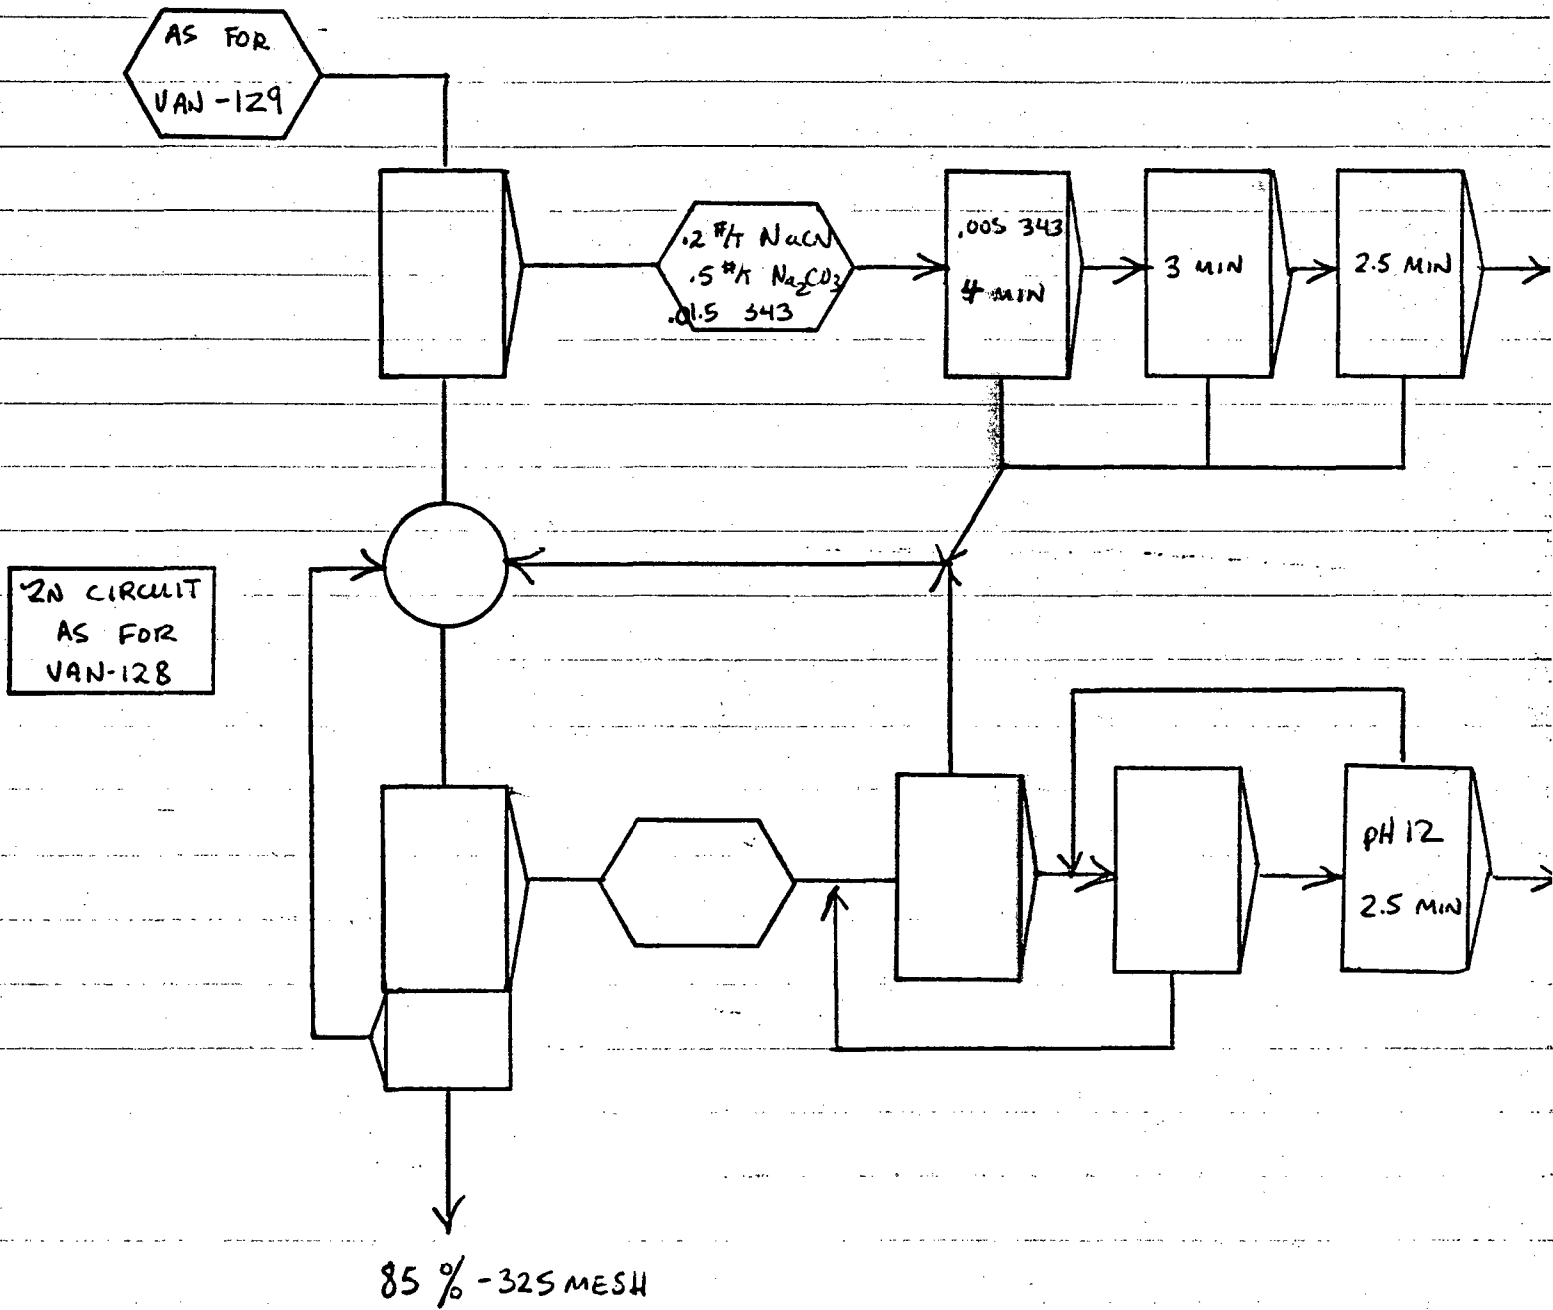 AS FOR
VAN-129
.2 #/T NaCN
.5 #/T Na2CO3
.015 343
.005 343
4 MIN
3 MIN
2.5 MIN
ZN CIRCUIT
AS FOR
VAN-128
pH 12
2.5 MIN
85 % -325 MESH